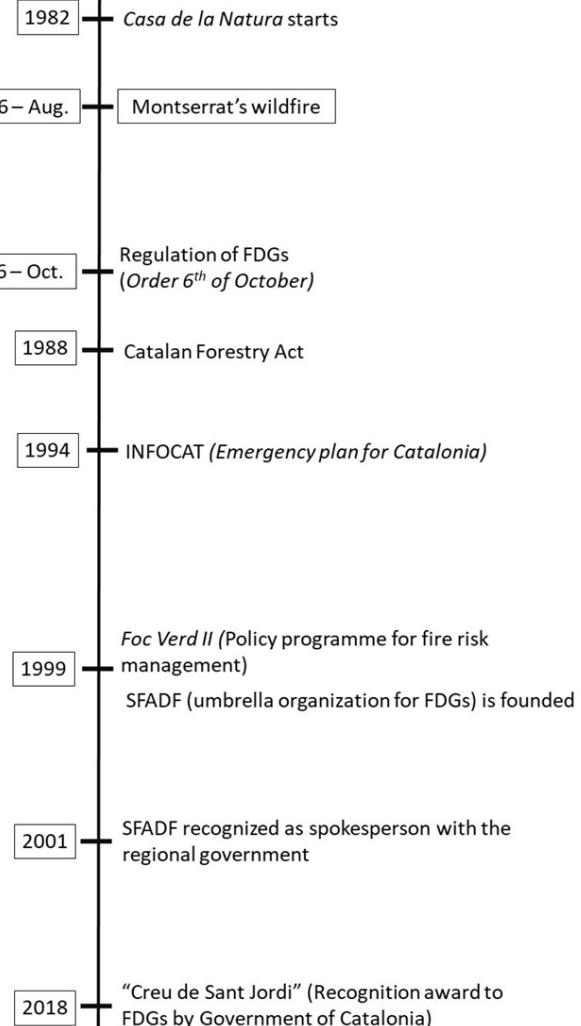 1982
Casa de la Natura starts
6 – Aug.
Montserrat's wildfire
6 – Oct.
Regulation of FDGs
(Order 6th of October)
1988
Catalan Forestry Act
1994
INFOCAT (Emergency plan for Catalonia)
1999
Foc Verd II (Policy programme for fire risk
management)
SFADF (umbrella organization for FDGs) is founded
2001
SFADF recognized as spokesperson with the
regional government
2018
“Creu de Sant Jordi” (Recognition award to
FDGs by Government of Catalonia)